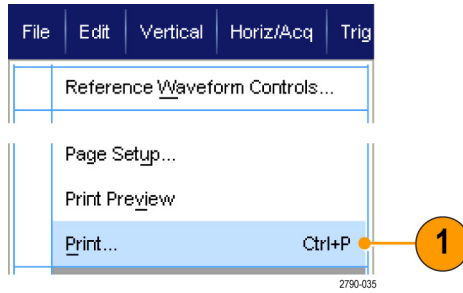 File Edit Vertical Horiz/Acq Trig
Reference Waveform Controls...
Page Setup...
Print Preview
Print... Ctrl+P
1
2790-035